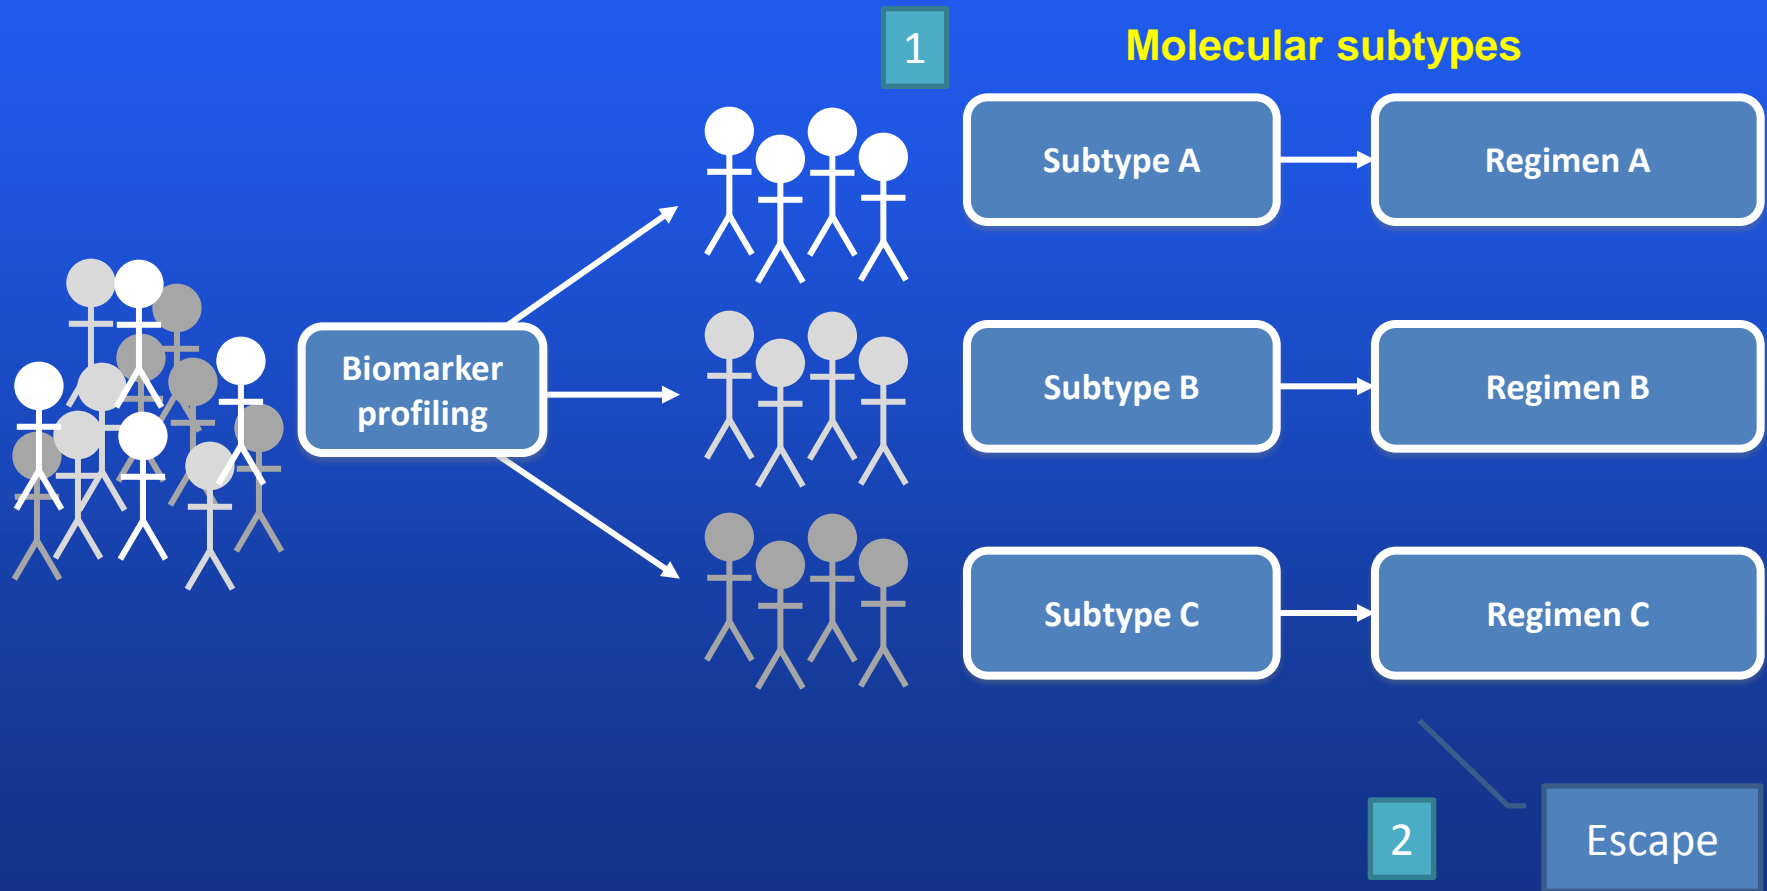 1
Molecular subtypes
Subtype A
Regimen A
Biomarker
profiling
Subtype B
Regimen B
Subtype C
Regimen C
2
Escape